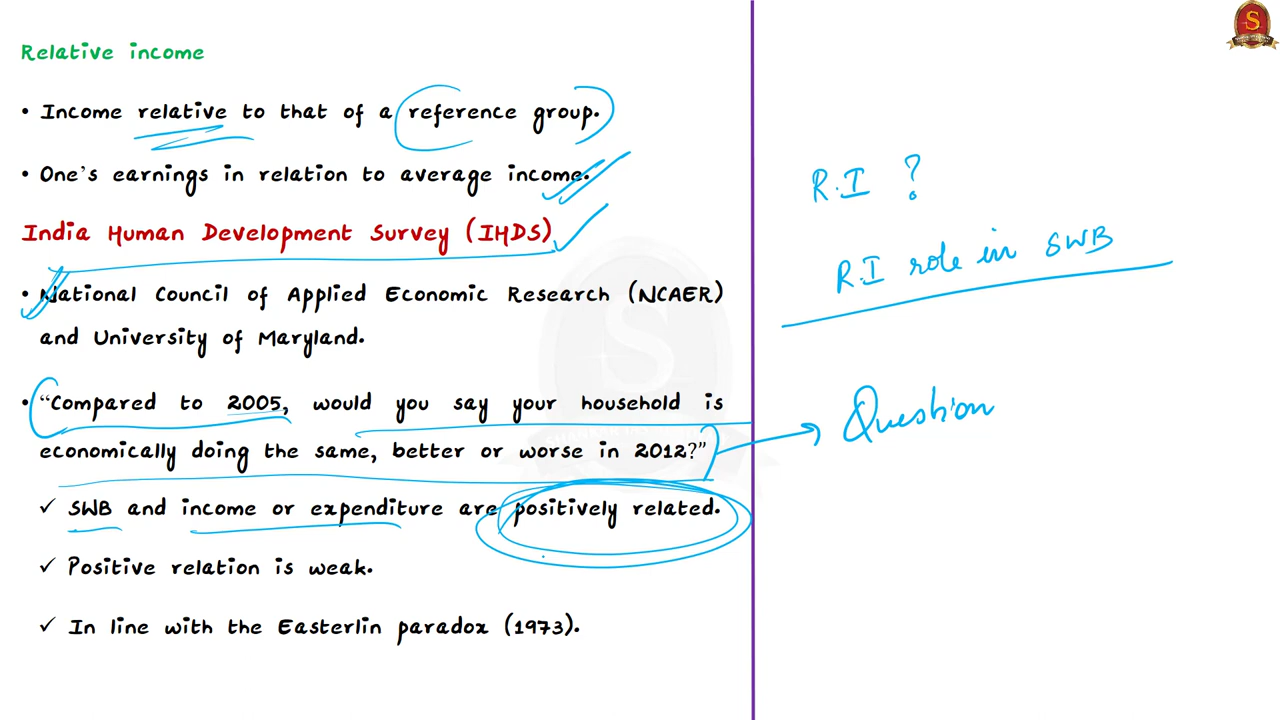 Relative income
• Income relative to that of a reference group.
• One's earnings in relation to average income.
India Human Development Survey (IHDS)
• National Council of Applied Economic Research (NCAER)
and University of Maryland.
• "Compared to 2005, would you say your household is
economically doing the same, better or worse in 2012?"
✓ SWB and income or expenditure are positively related.
✓ Positive relation is weak.
✓ In line with the Easterlin paradox (1973).
R.I ?
R.I role in SWB
Question
S